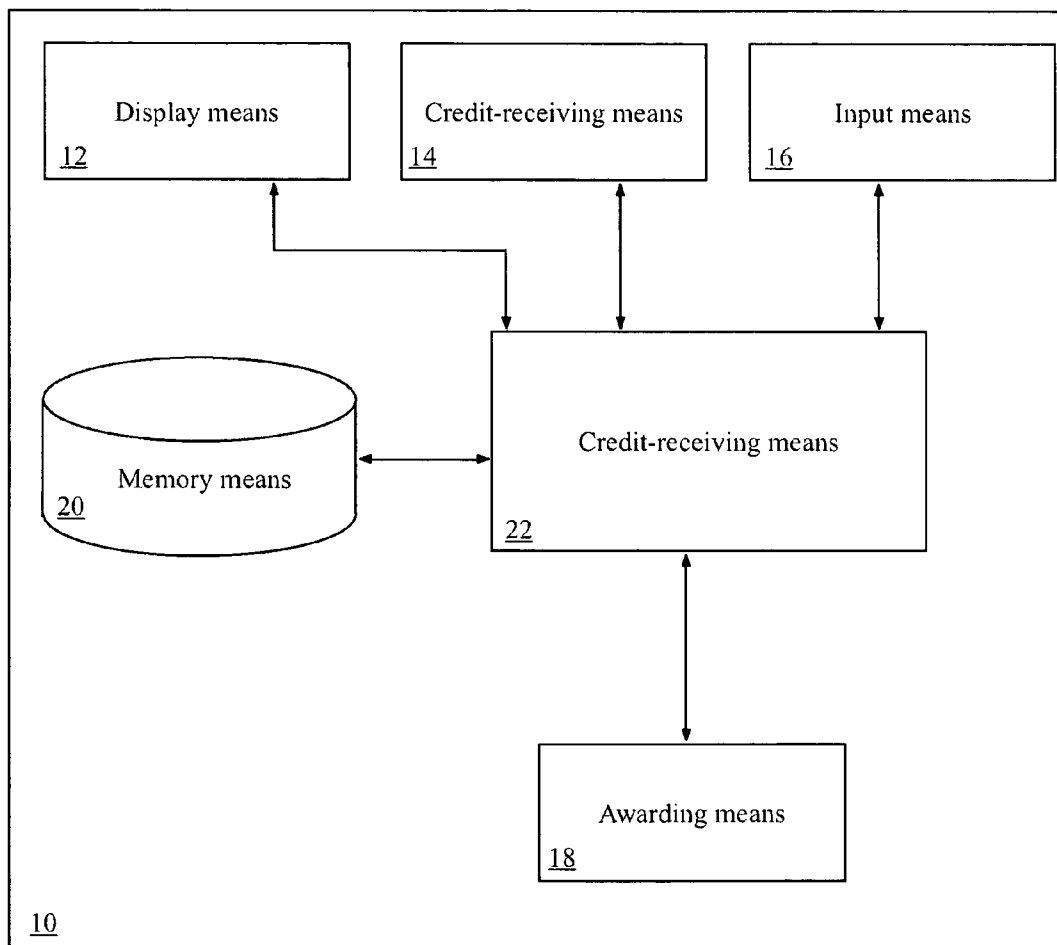 Display means
12
Credit-receiving means
14
Input means
16
Memory means
20
Credit-receiving means
22
Awarding means
18
10